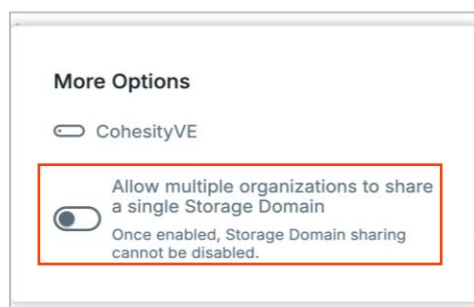 More Options
CohesityVE
Allow multiple organizations to share
a single Storage Domain
Once enabled, Storage Domain sharing
cannot be disabled.